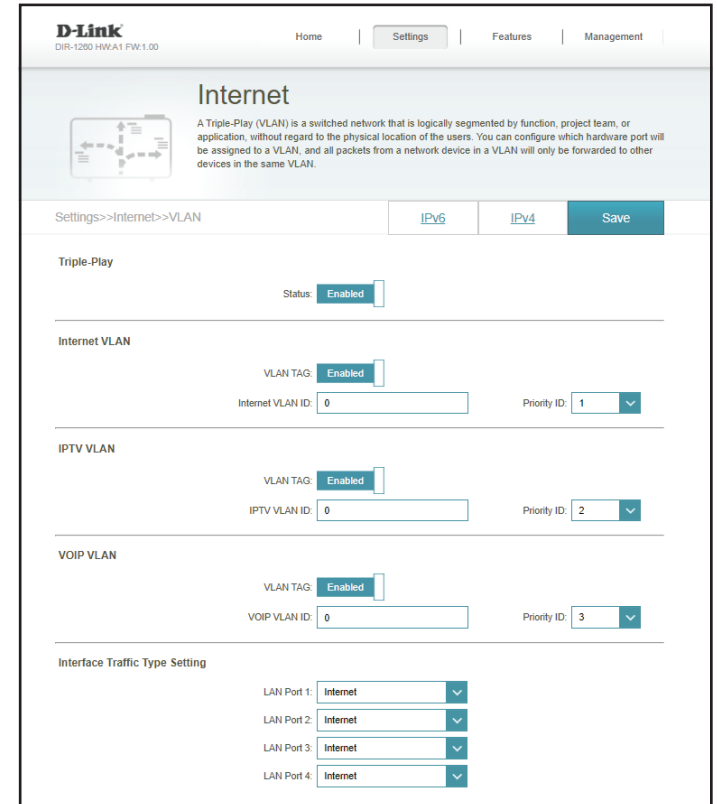 D-Link
DIR-1260 HW:A1 FW:1.00
Home | Settings | Features | Management
Internet
A Triple-Play (VLAN) is a switched network that is logically segmented by function, project team, or
application, without regard to the physical location of the users. You can configure which hardware port will
be assigned to a VLAN, and all packets from a network device in a VLAN will only be forwarded to other
devices in the same VLAN.
Settings>>Internet>>VLAN IPv6 IPv4 Save
Triple-Play
Status: Enabled
Internet VLAN
VLAN TAG: Enabled
Internet VLAN ID: 0 Priority ID: 1
IPTV VLAN
VLAN TAG: Enabled
IPTV VLAN ID: 0 Priority ID: 2
VOIP VLAN
VLAN TAG: Enabled
VOIP VLAN ID: 0 Priority ID: 3
Interface Traffic Type Setting
LAN Port 1: Internet
LAN Port 2: Internet
LAN Port 3: Internet
LAN Port 4: Internet